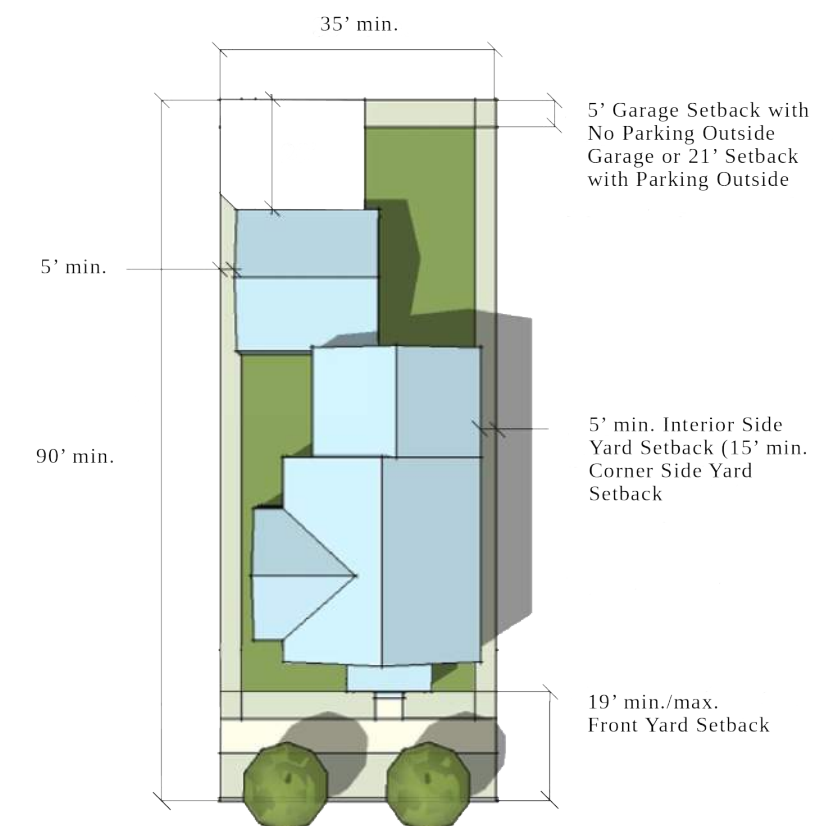 35’ min.
5’ Garage Setback with
No Parking Outside
Garage or 21’ Setback
with Parking Outside
5’ min.
5’ min. Interior Side
Yard Setback (15’ min.
Corner Side Yard
Setback
90’ min.
19’ min./max.
Front Yard Setback